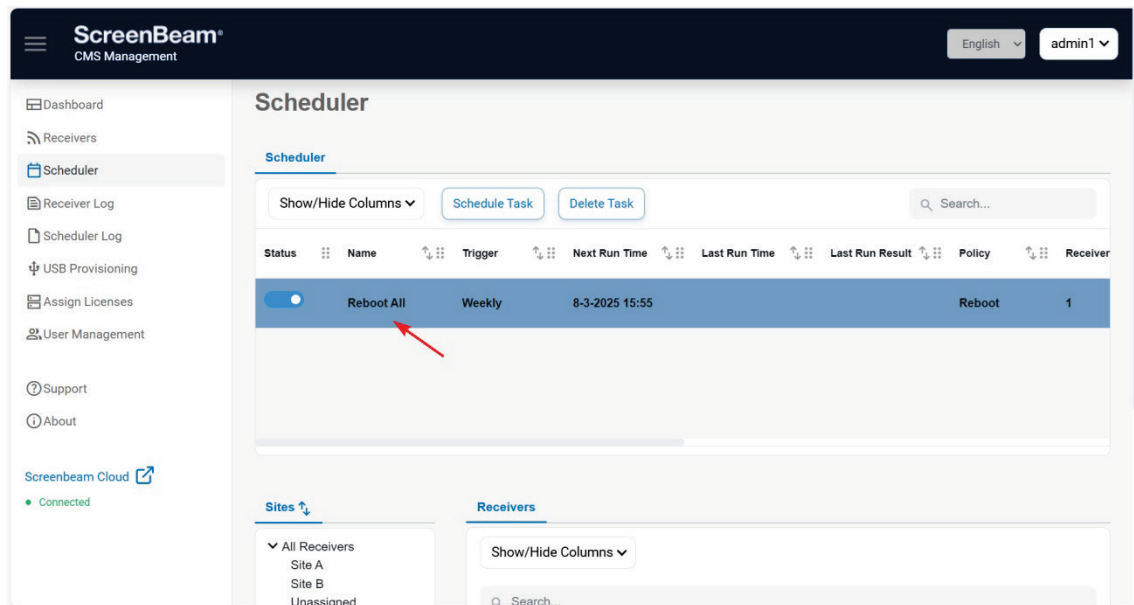 ScreenBeam®
CMS Management
English
admin1
Dashboard
Receivers
Scheduler
Receiver Log
Scheduler Log
USB Provisioning
Assign Licenses
User Management
Support
About
Screenbeam Cloud
Connected
Scheduler
Scheduler
Show/Hide Columns
Schedule Task
Delete Task
Search...
Status Name Trigger Next Run Time Last Run Time Last Run Result Policy Receiver
Reboot All Weekly 8-3-2025 15:55 Reboot 1
Sites
All Receivers
Site A
Site B
Unassigned
Receivers
Show/Hide Columns
Search...